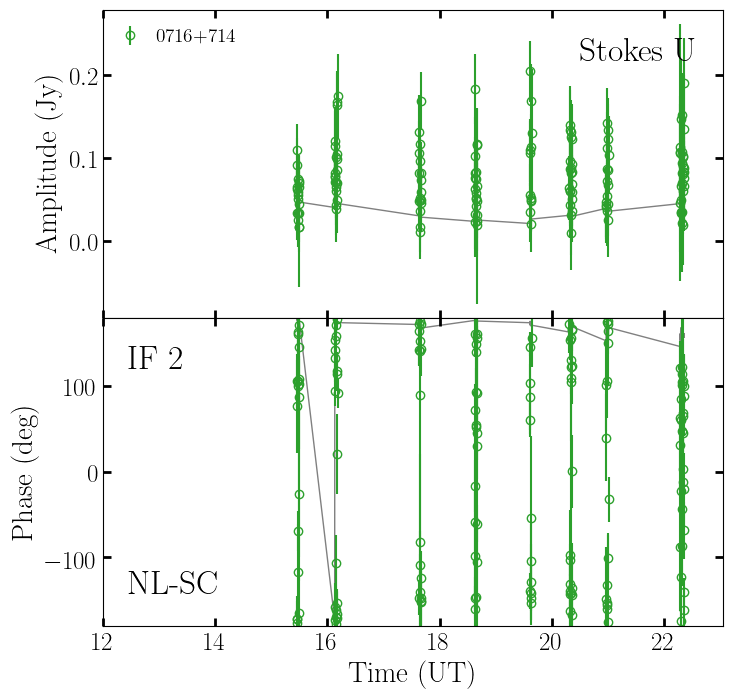 0716+714
Stokes U
0.2
0.1
0.0
Amplitude (Jy)
IF 2
100
0
−100
Phase (deg)
NL-SC
12 14 16 18 20 22
Time (UT)